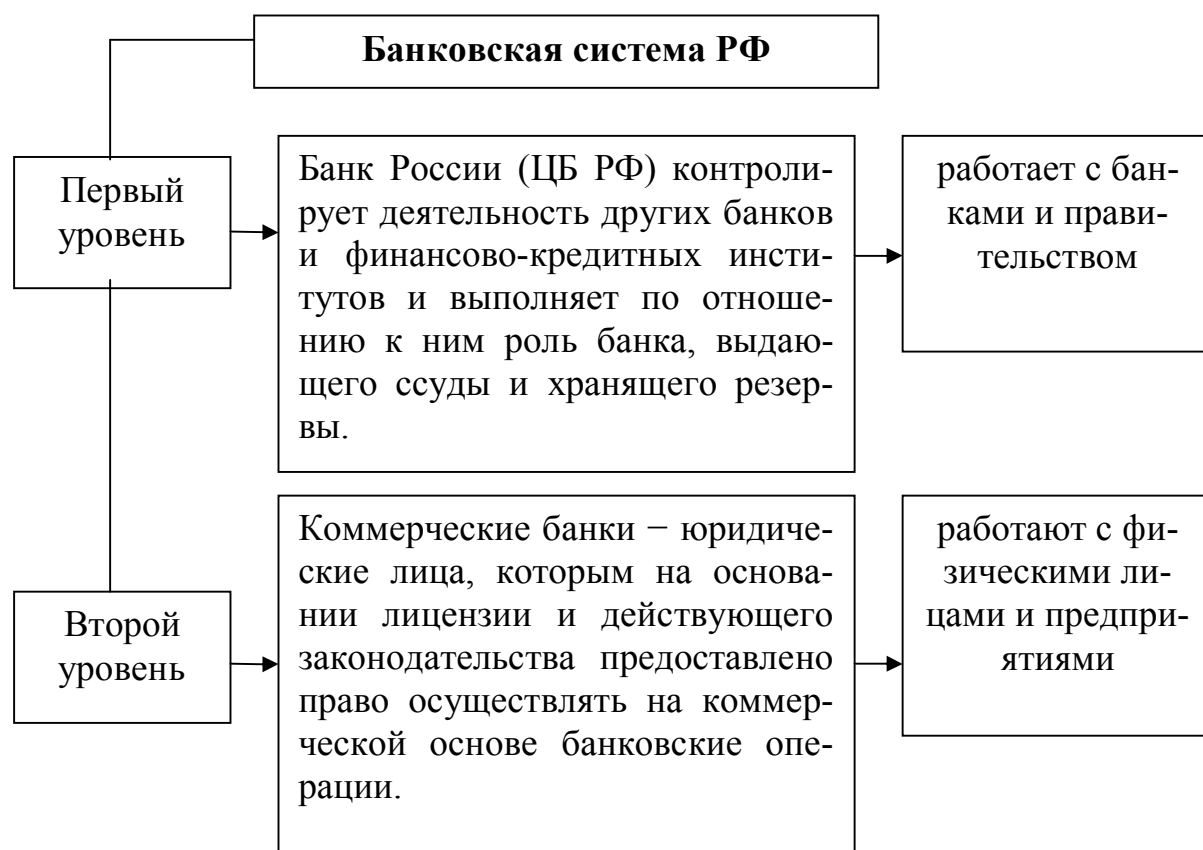 Банковская система РФ
Первый
уровень
Банк России (ЦБ РФ) контроли-
рует деятельность других банков
и финансово-кредитных инсти-
тутов и выполняет по отноше-
нию к ним роль банка, выдаю-
щего ссуды и хранящего резер-
вы.
работает с бан-
ками и прави-
тельством
Второй
уровень
Коммерческие банки − юридиче-
ские лица, которым на основа-
нии лицензии и действующего
законодательства предоставлено
право осуществлять на коммер-
ческой основе банковские опе-
рации.
работают с фи-
зическими ли-
цами и предпри-
ятиями